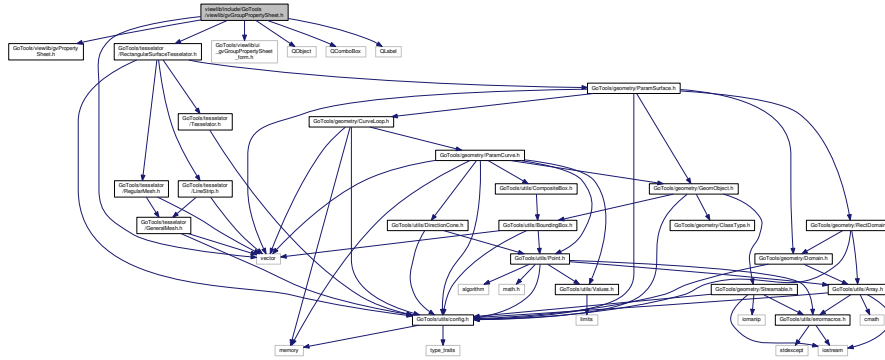 viewlib/include/GoTools
/viewlib/gvGroupPropertySheet.h
GoTools/viewlib/gvProperty
Sheet.h
GoTools/tesselator
/RectangularSurfaceTesselator.h
GoTools/viewlib/ui
_gvGroupPropertySheet
_form.h
QObject
QComboBox
QLabel
GoTools/geometry/ParamSurface.h
GoTools/tesselator
/Tesselator.h
GoTools/geometry/CurveLoop.h
GoTools/geometry/ParamCurve.h
GoTools/tesselator
/RegularMesh.h
GoTools/tesselator
/LineStrip.h
GoTools/utils/CompositeBox.h
GoTools/geometry/GeomObject.h
GoTools/tesselator
/GeneralMesh.h
GoTools/utils/DirectionCone.h
GoTools/utils/BoundingBox.h
GoTools/geometry/ClassType.h
GoTools/geometry/RectDomain
vector
GoTools/utils/Point.h
GoTools/geometry/Domain.h
algorithm
math.h
GoTools/utils/Values.h
GoTools/geometry/Streamable.h
GoTools/utils/Array.h
GoTools/utils/config.h
limits
iomanip
GoTools/utils/errormacros.h
cmath
memory
type_traits
stdexcept
iostream